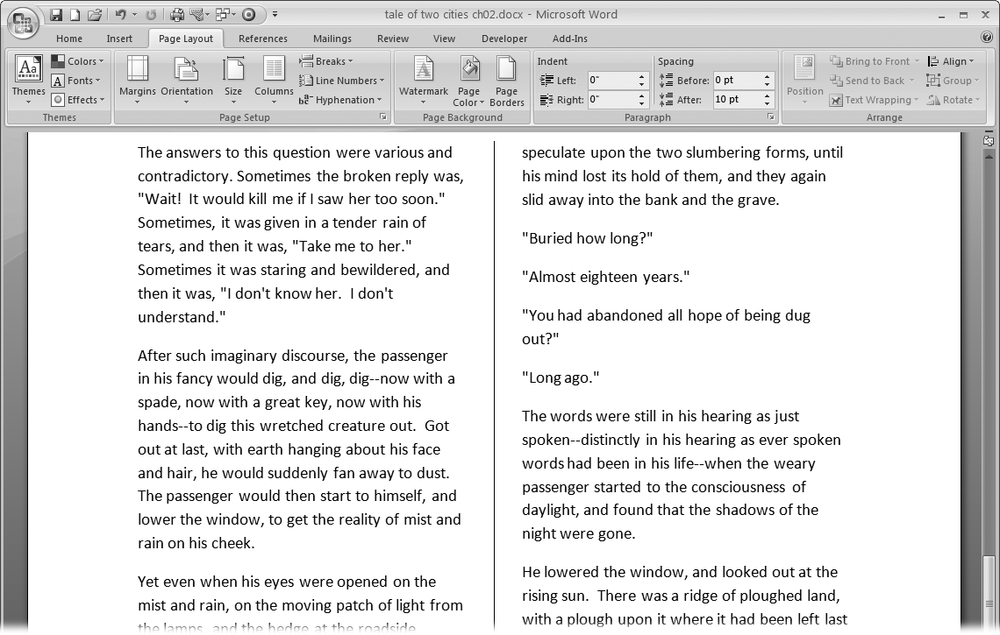 tale of two cities ch02.docx - Microsoft Word
Home Insert Page Layout References Mailings Review View Developer Add-Ins
Aa Themes Colors Fonts Effects
Themes
Margins Orientation Size Columns Breaks Line Numbers Hyphenation
Page Setup
Watermark Page Color Page Borders
Page Background
Indent Spacing
Left: 0" Before: 0 pt
Right: 0" After: 10 pt
Paragraph
Position Bring to Front Send to Back Text Wrapping Align Group Rotate
Arrange
The answers to this question were various and
contradictory. Sometimes the broken reply was,
"Wait!  It would kill me if I saw her too soon."
Sometimes, it was given in a tender rain of
tears, and then it was, "Take me to her."
Sometimes it was staring and bewildered, and
then it was, "I don't know her.  I don't
understand."
After such imaginary discourse, the passenger
in his fancy would dig, and dig, dig--now with a
spade, now with a great key, now with his
hands--to dig this wretched creature out.  Got
out at last, with earth hanging about his face
and hair, he would suddenly fan away to dust.
The passenger would then start to himself, and
lower the window, to get the reality of mist and
rain on his cheek.
Yet even when his eyes were opened on the
mist and rain, on the moving patch of light from
the lamps, and the hedge at the roadside
speculate upon the two slumbering forms, until
his mind lost its hold of them, and they again
slid away into the bank and the grave.
"Buried how long?"
"Almost eighteen years."
"You had abandoned all hope of being dug
out?"
"Long ago."
The words were still in his hearing as just
spoken--distinctly in his hearing as ever spoken
words had been in his life--when the weary
passenger started to the consciousness of
daylight, and found that the shadows of the
night were gone.
He lowered the window, and looked out at the
rising sun.  There was a ridge of ploughed land,
with a plough upon it where it had been left last